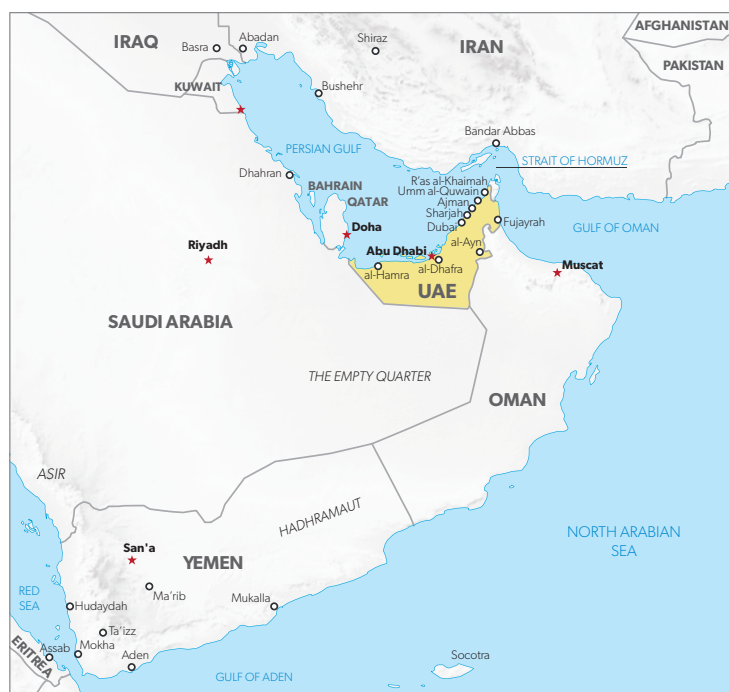 AFGHANISTAN
IRAQ
Basra
Abadan
Shiraz
IRAN
PAKISTAN
KUWAIT
Bushehr
Bandar Abbas
PERSIAN GULF
STRAIT OF HORMUZ
Dhahran
BAHRAIN
R'as al-Khaimah
Umm al-Quwain
QATAR
Ajman
Sharjah
Fujayrah
Dubai
GULF OF OMAN
Doha
Riyadh
Abu Dhabi
al-Ayn
al-Hamra
al-Dhafra
Muscat
UAE
SAUDI ARABIA
THE EMPTY QUARTER
OMAN
ASIR
HADHRAMAUT
NORTH ARABIAN
SEA
San'a
YEMEN
RED
SEA
Ma'rib
Hudaydah
Mukalla
Ta'izz
ERITREA
Assab
Mokha
Aden
Socotra
GULF OF ADEN